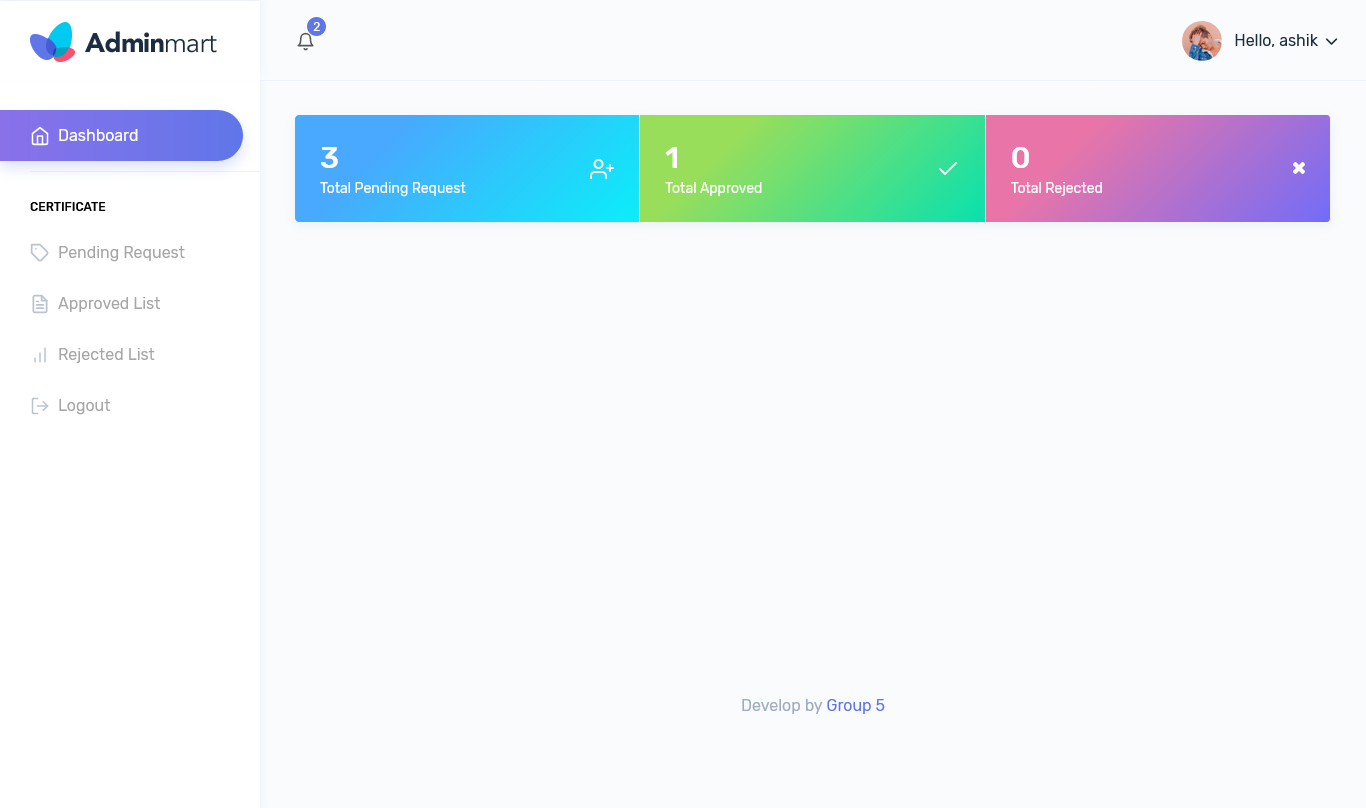 Adminmart
2
Hello, ashik
Dashboard
CERTIFICATE
Pending Request
Approved List
Rejected List
Logout
3
Total Pending Request
1
Total Approved
0
Total Rejected
Develop by Group 5